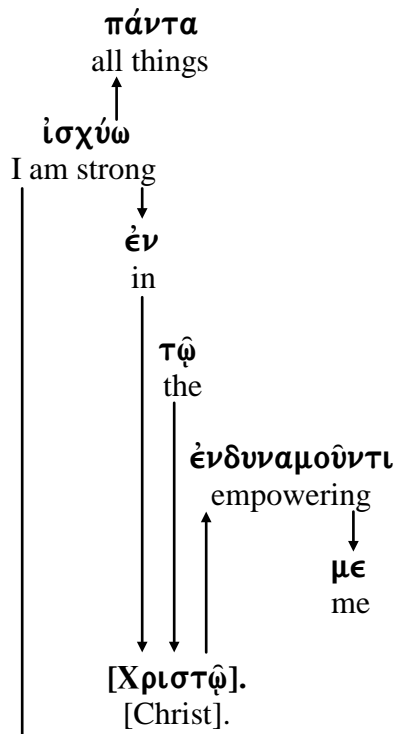 πάντα
all things
ἰσχύω
I am strong
ἐν
in
τῷ
the
ἐνδυναμοῦντι
empowering
με
me
[Χριστῷ].
[Christ].